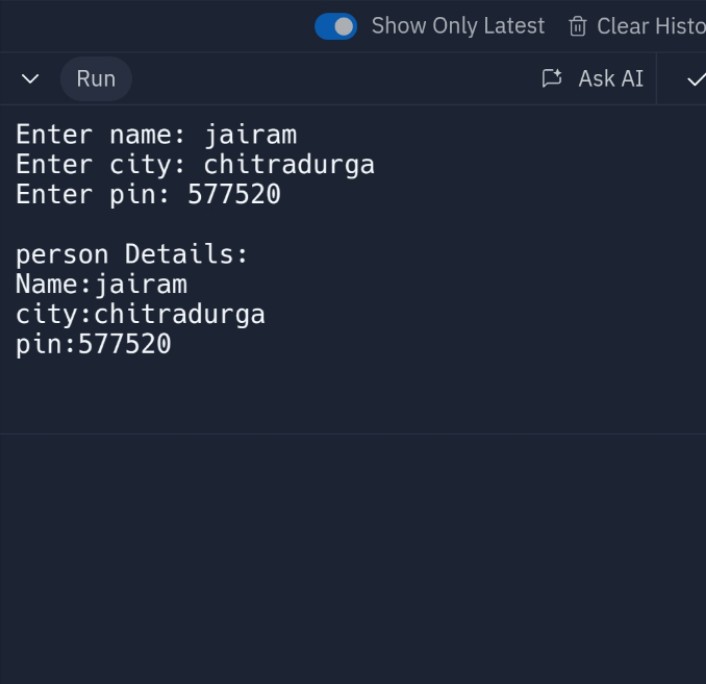 Show Only Latest Clear Histo
Run Ask AI
Enter name: jairam
Enter city: chitradurga
Enter pin: 577520
person Details:
Name:jairam
city:chitradurga
pin:577520